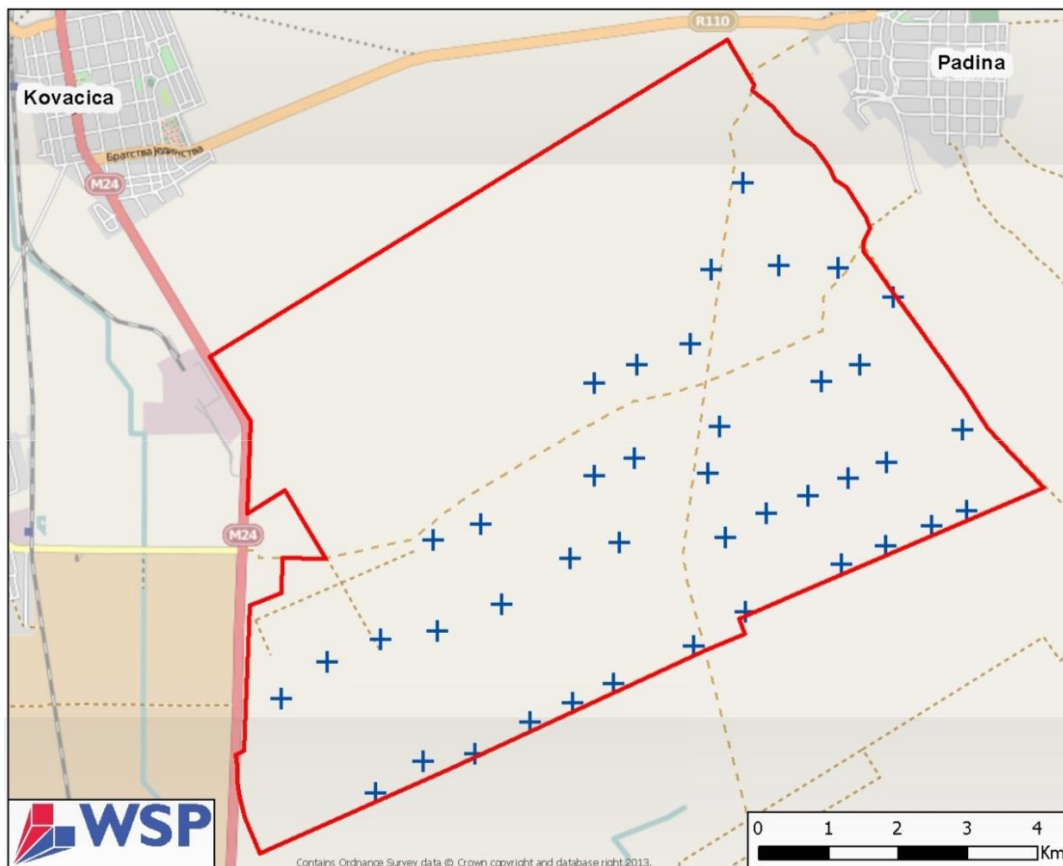 R110
Padina
Kovacica
Братства јединства
M24
M24
WSP
0 1 2 3 4
Km
Contains Ordnance Survey data © Crown copyright and database right 2013.